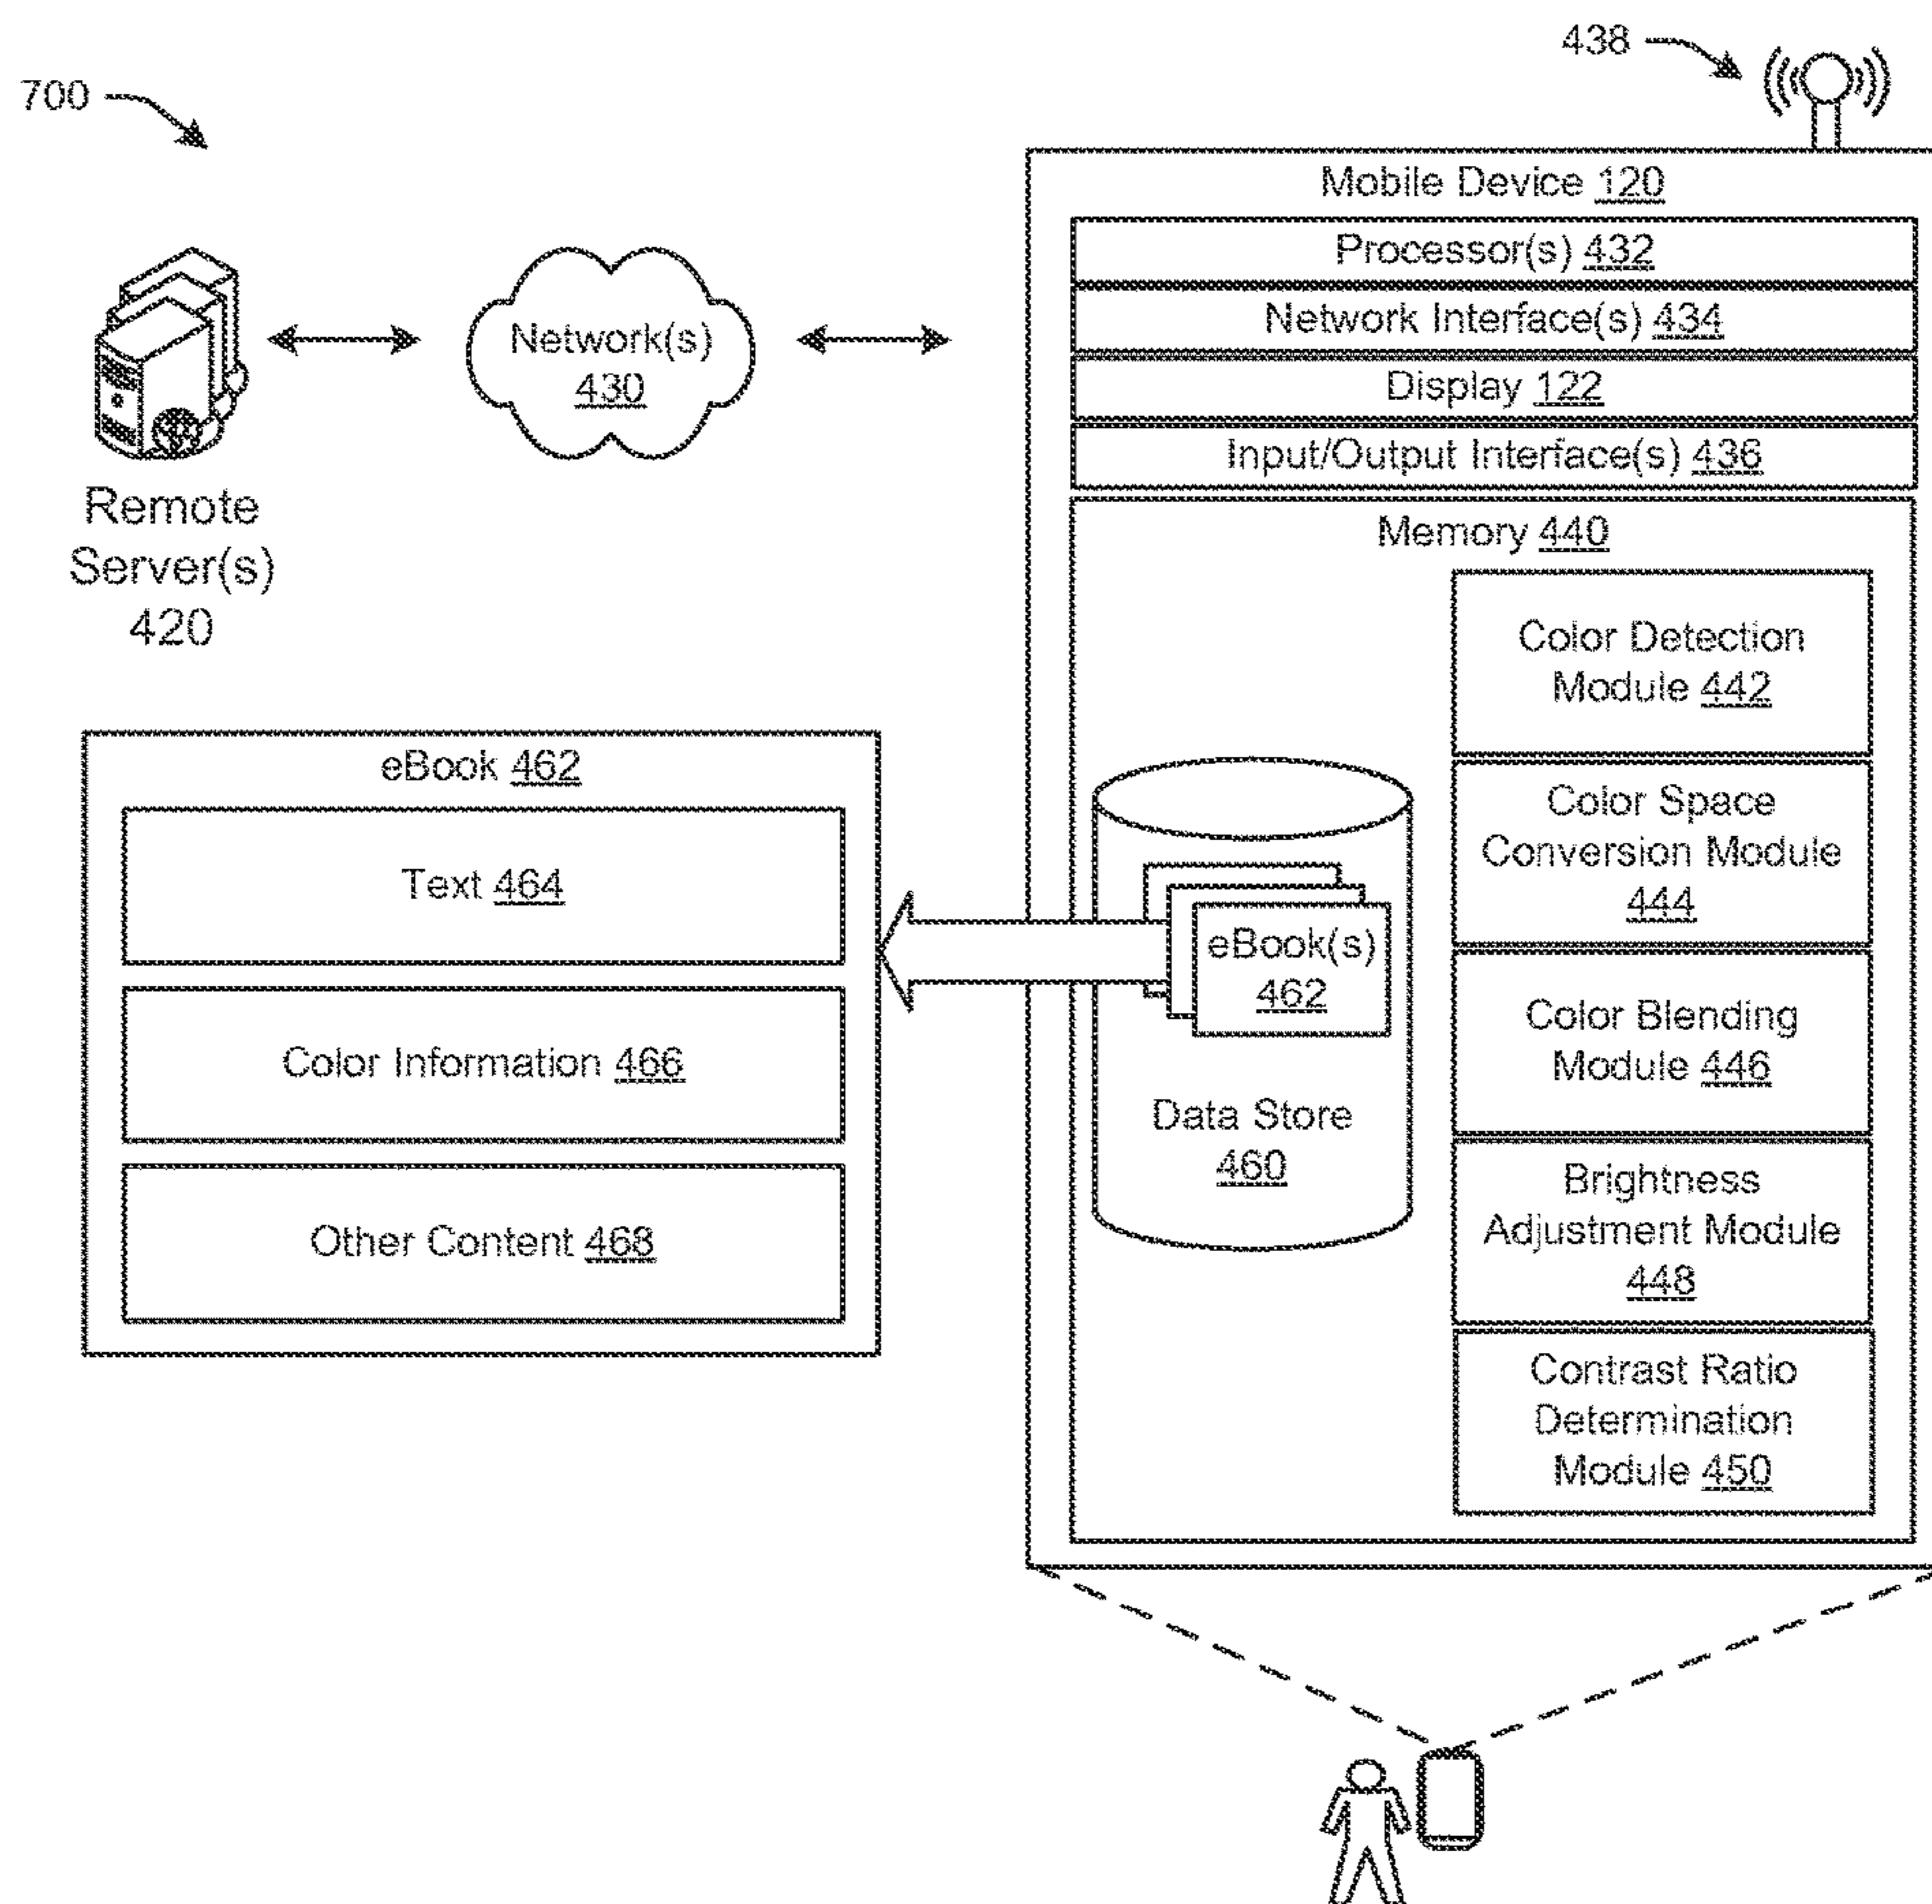 438
700
Mobile Device 120
Processor(s) 432
Network Interface(s) 434
Display 122
Input/Output Interface(s) 436
Network(s)
430
Remote
Server(s)
420
Memory 440
Color Detection
Module 442
Color Space
Conversion Module
444
Color Blending
Module 446
Brightness
Adjustment Module
448
Contrast Ratio
Determination
Module 450
eBook(s)
462
Data Store
460
eBook 462
Text 464
Color Information 466
Other Content 468